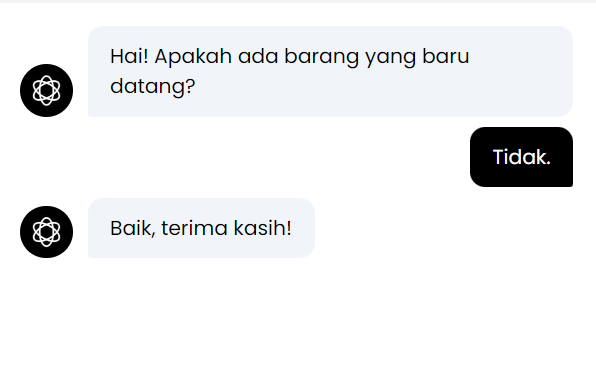 Hai! Apakah ada barang yang baru
datang?
Tidak.
Baik, terima kasih!